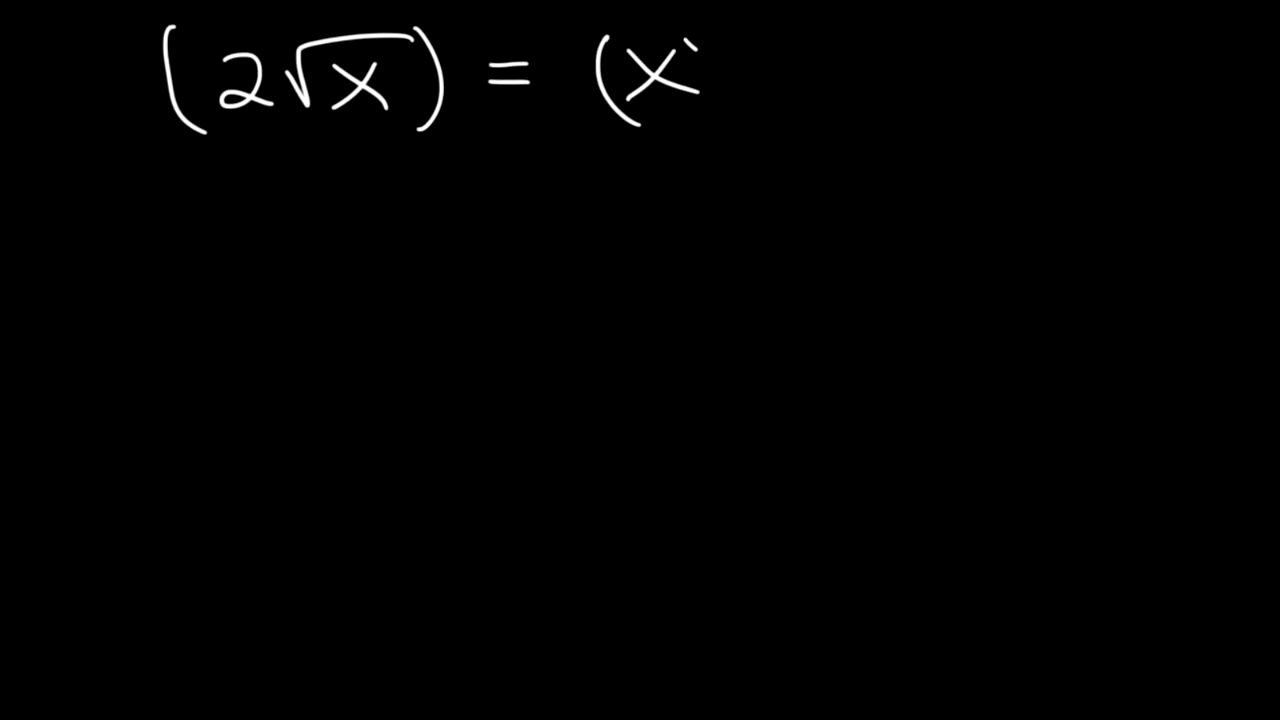 (2√x) = (x